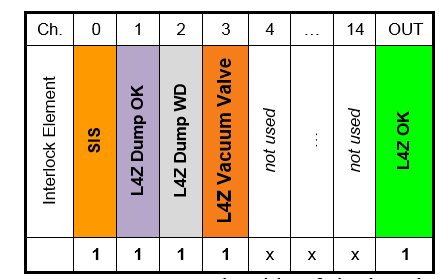 Ch. 0 1 2 3 4 ... 14 OUT
Interlock Element SIS L4Z Dump OK L4Z Dump WD L4Z Vacuum Valve not used ... not used L4Z OK
1 1 1 1 x x x 1